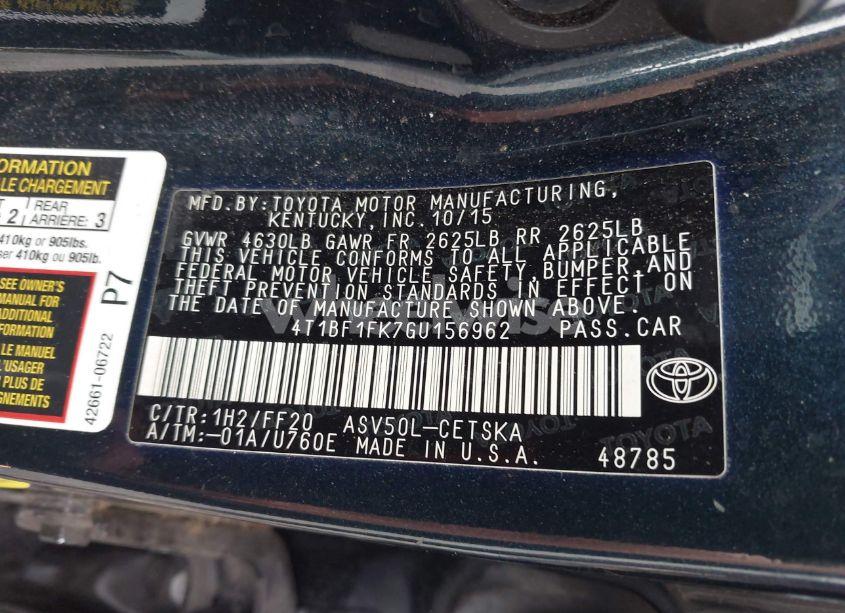 ORMATION
LE CHARGEMENT
2
REAR
ARRIÈRE: 3
410kg or 905lbs.
ser 410kg ou 905lb.
SEE OWNER'S
MANUAL FOR
ADDITIONAL
FORMATION
LE MANUEL
L'USAGER
PLUS DE
IGNEMENTS
P7
42661-06722
MFD.BY:TOYOTA MOTOR MANUFACTURING,
KENTUCKY,INC. 10/15
GVWR 4630LB GAWR FR 2625LB RR 2625LB
THIS VEHICLE CONFORMS TO ALL APPLICABLE
FEDERAL MOTOR VEHICLE SAFETY,BUMPER,AND
THEFT PREVENTION STANDARDS IN EFFECT ON
THE DATE OF MANUFACTURE SHOWN ABOVE.
4T1BF1FK7GU156962 PASS.CAR
C/TR:1H2/FF20 ASV50L-CETSKA
A/TM:-01A/U760E MADE IN U.S.A. 48785
TOYOTA